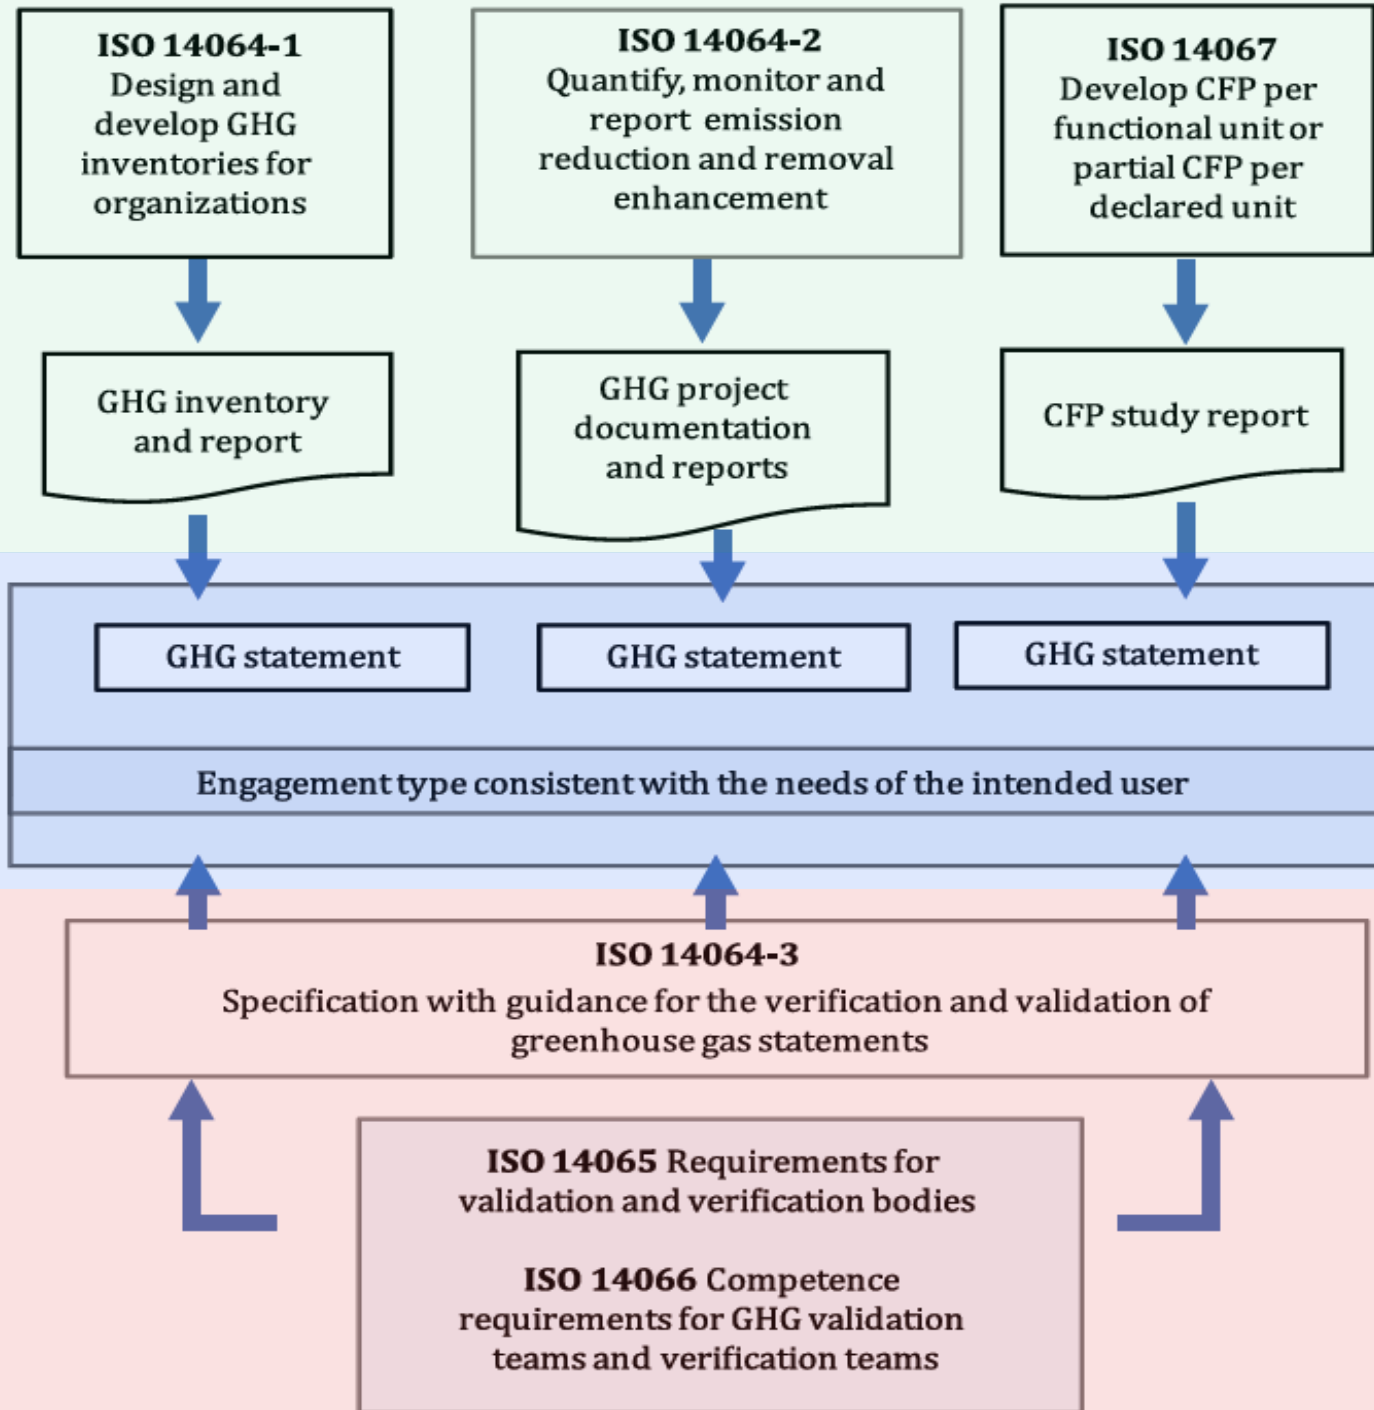 ISO 14064-1
Design and
develop GHG
inventories for
organizations
ISO 14064-2
Quantify, monitor and
report emission
reduction and removal
enhancement
ISO 14067
Develop CFP per
functional unit or
partial CFP per
declared unit
GHG inventory
and report
GHG project
documentation
and reports
CFP study report
GHG statement
GHG statement
GHG statement
Engagement type consistent with the needs of the intended user
ISO 14064-3
Specification with guidance for the verification and validation of
greenhouse gas statements
ISO 14065 Requirements for
validation and verification bodies
ISO 14066 Competence
requirements for GHG validation
teams and verification teams